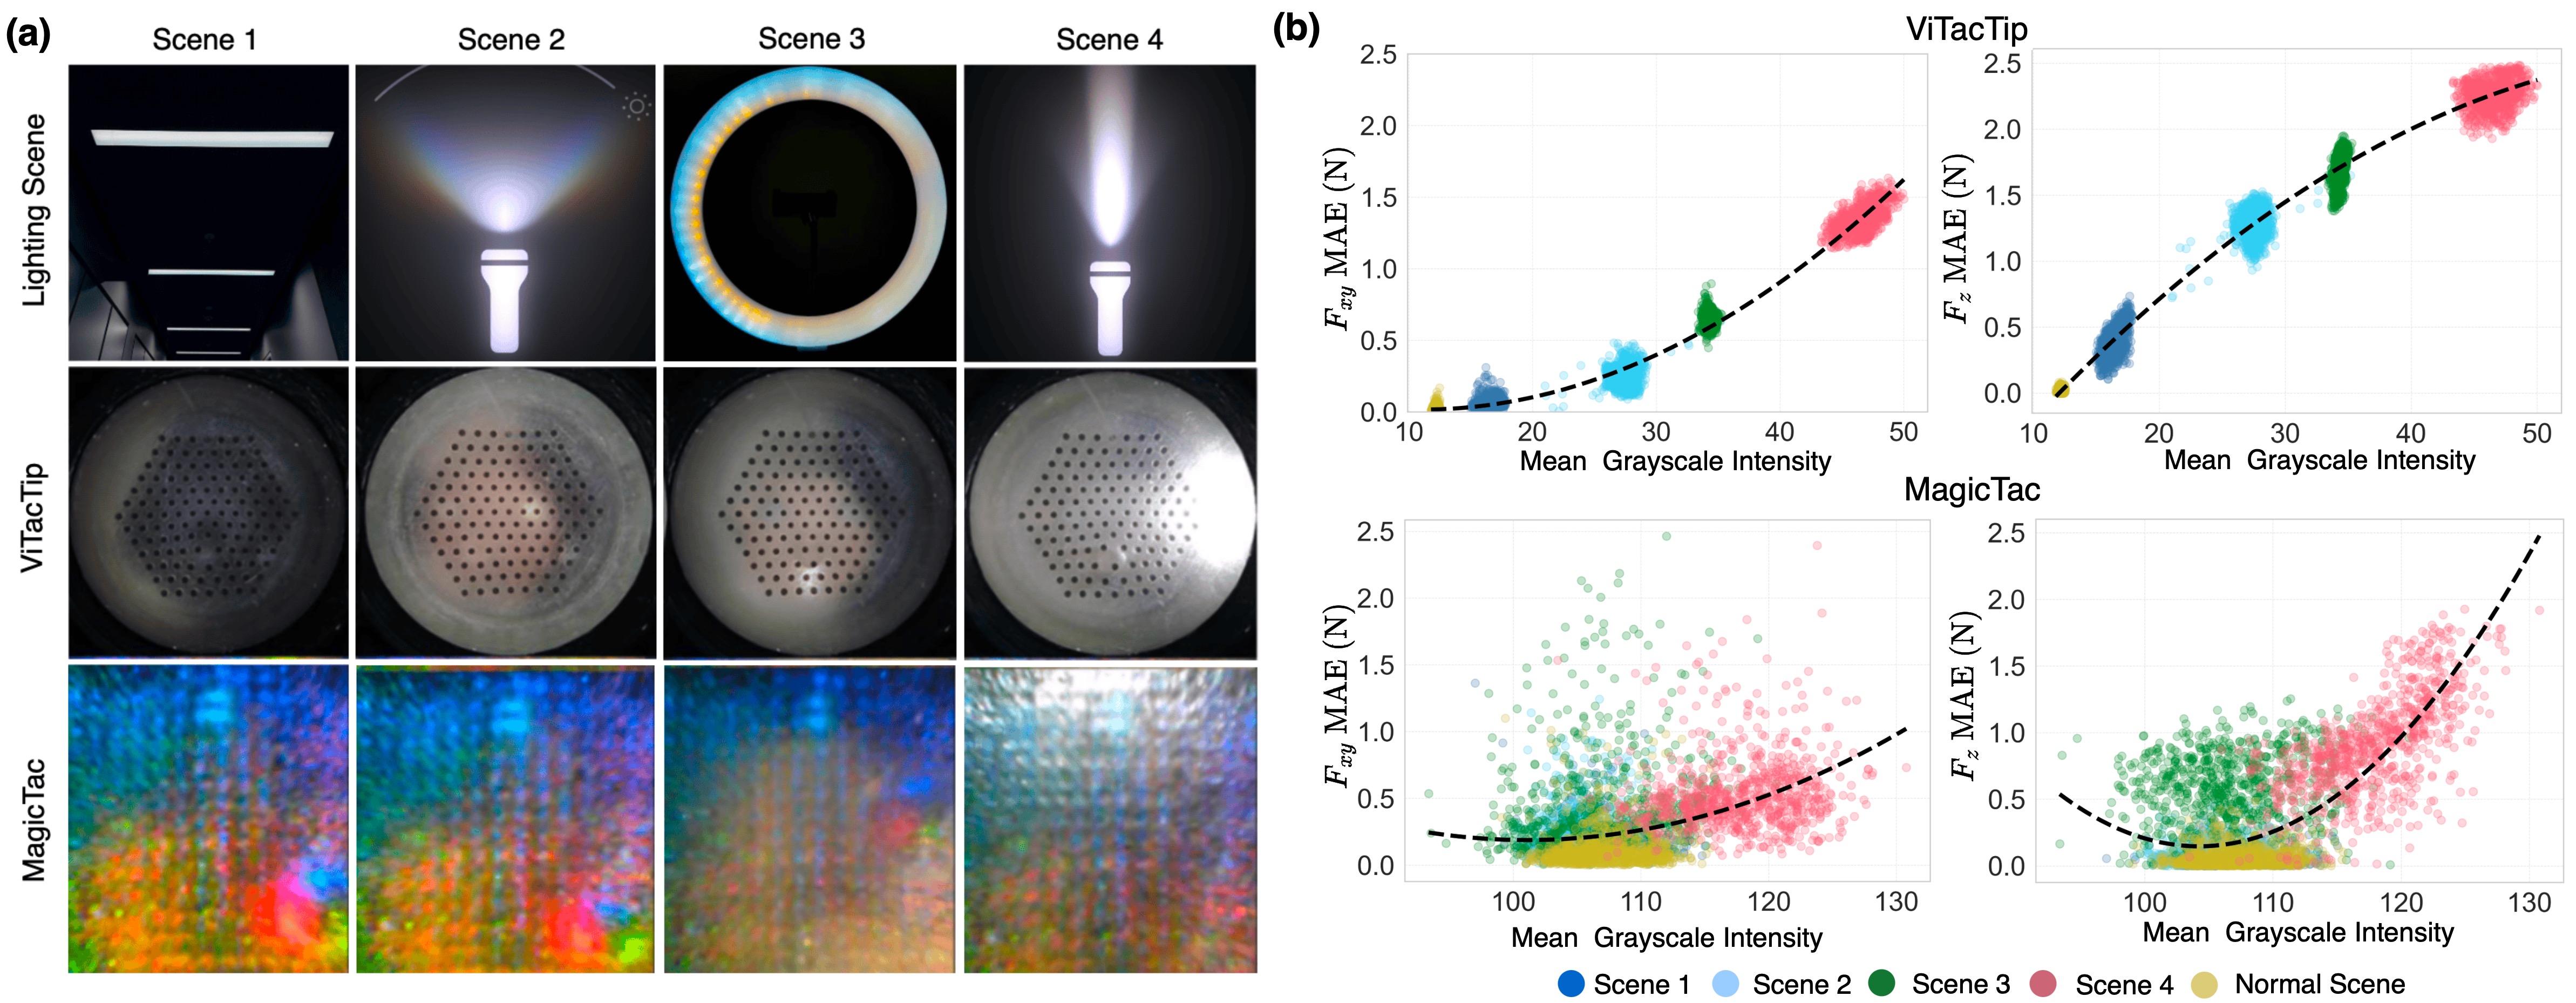 (a)
Scene 1
Scene 2
Scene 3
Scene 4
Lighting Scene
ViTacTip
MagicTac
(b)
ViTacTip
F_xy MAE (N)
2.5
2.0
1.5
1.0
0.5
0.0
10 20 30 40 50
Mean Grayscale Intensity
F_z MAE (N)
2.5
2.0
1.5
1.0
0.5
0.0
10 20 30 40 50
Mean Grayscale Intensity
MagicTac
F_xy MAE (N)
2.5
2.0
1.5
1.0
0.5
0.0
100 110 120 130
Mean Grayscale Intensity
F_z MAE (N)
2.5
2.0
1.5
1.0
0.5
0.0
100 110 120 130
Mean Grayscale Intensity
Scene 1 Scene 2 Scene 3 Scene 4 Normal Scene